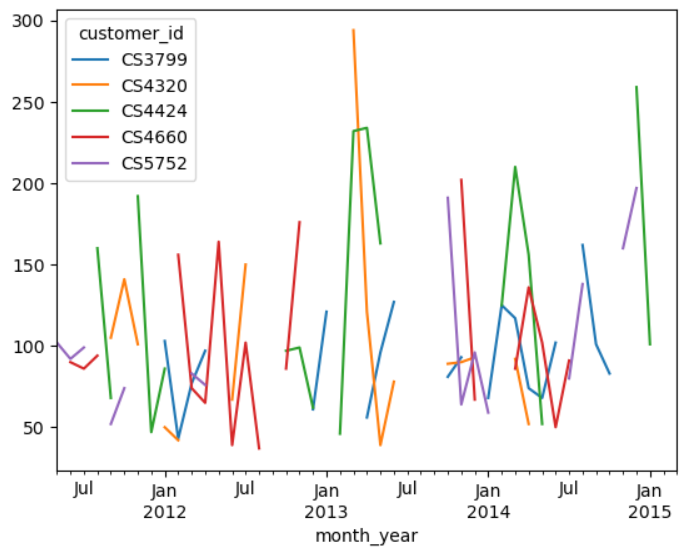 customer_id
CS3799
CS4320
CS4424
CS4660
CS5752
300
250
200
150
100
50
Jul Jan Jul Jan Jul Jan Jul Jan
2012 2013 2014 2015
month_year